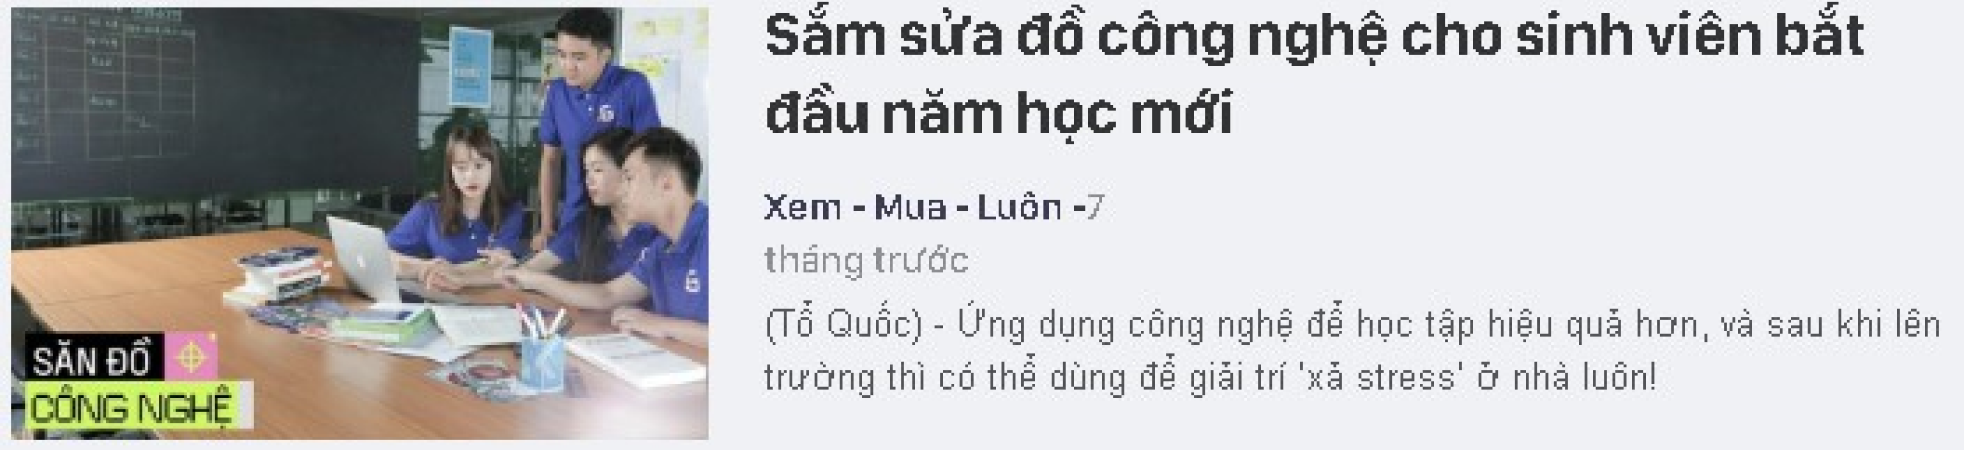 Sắm sửa đồ công nghệ cho sinh viên bắt
đầu năm học mới
Xem - Mua - Luôn -7
tháng trước
(Tổ Quốc) - Ứng dụng công nghệ để học tập hiệu quả hơn, và sau khi lên
trường thì có thể dùng để giải trí 'xả stress' ở nhà luôn!
SĂN ĐỒ
CÔNG NGHỆ